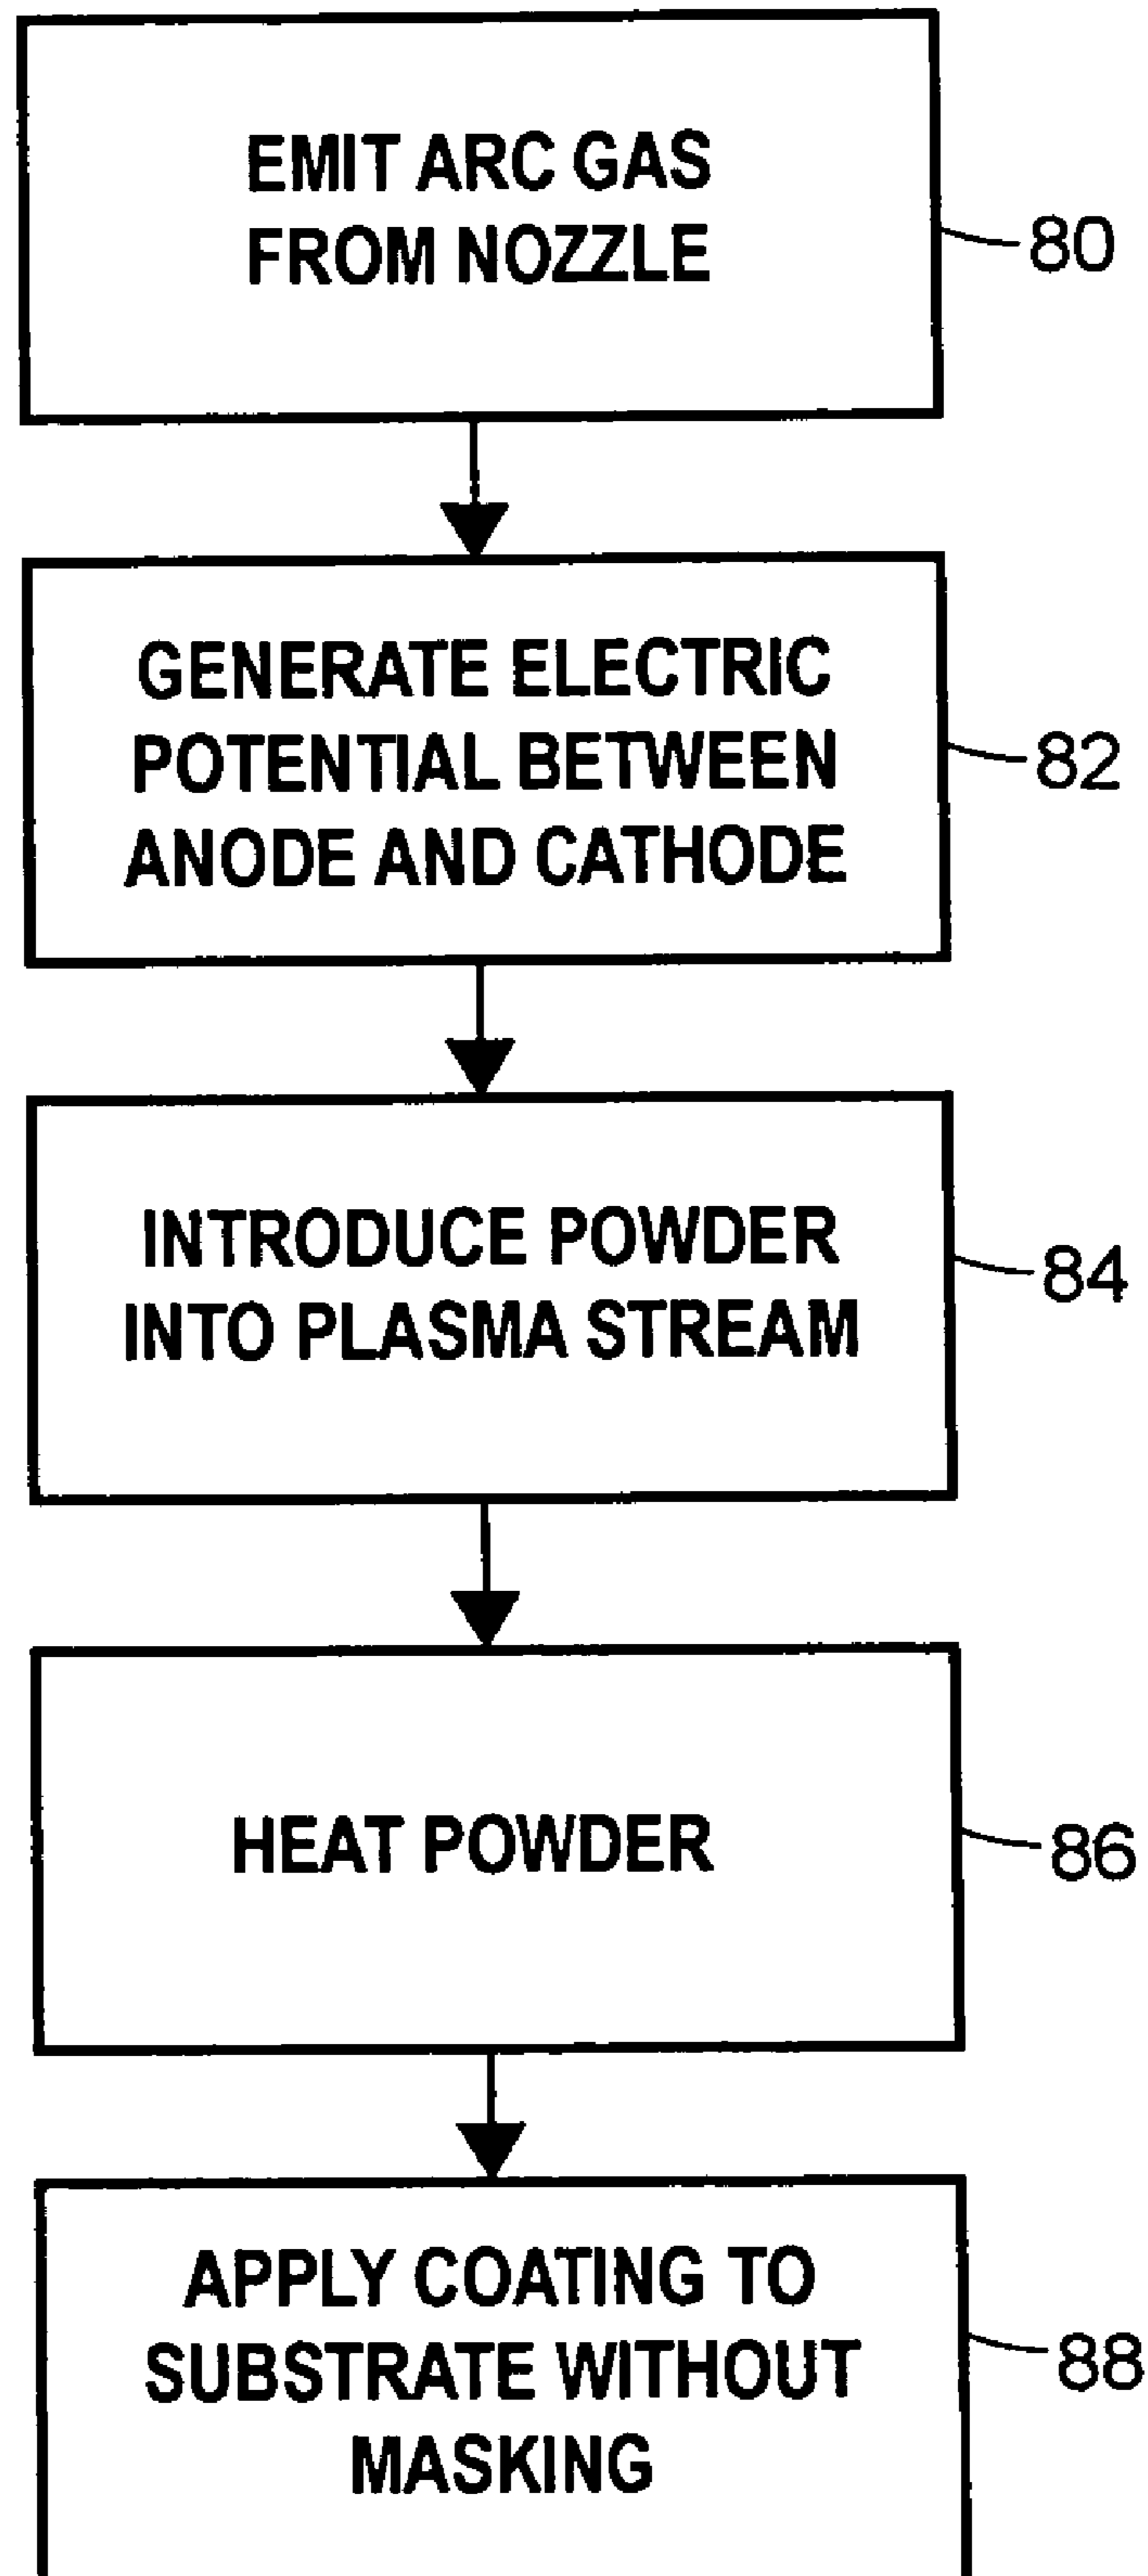 EMIT ARC GAS
FROM NOZZLE
80
GENERATE ELECTRIC
POTENTIAL BETWEEN
ANODE AND CATHODE
82
INTRODUCE POWDER
INTO PLASMA STREAM
84
HEAT POWDER
86
APPLY COATING TO
SUBSTRATE WITHOUT
MASKING
88